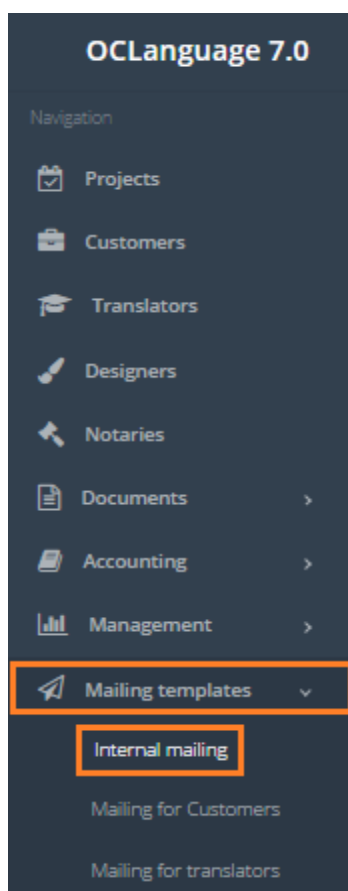 OCLanguage 7.0
Navigation
Projects
Customers
Translators
Designers
Notaries
Documents
Accounting
Management
Mailing templates
Internal mailing
Mailing for Customers
Mailing for translators